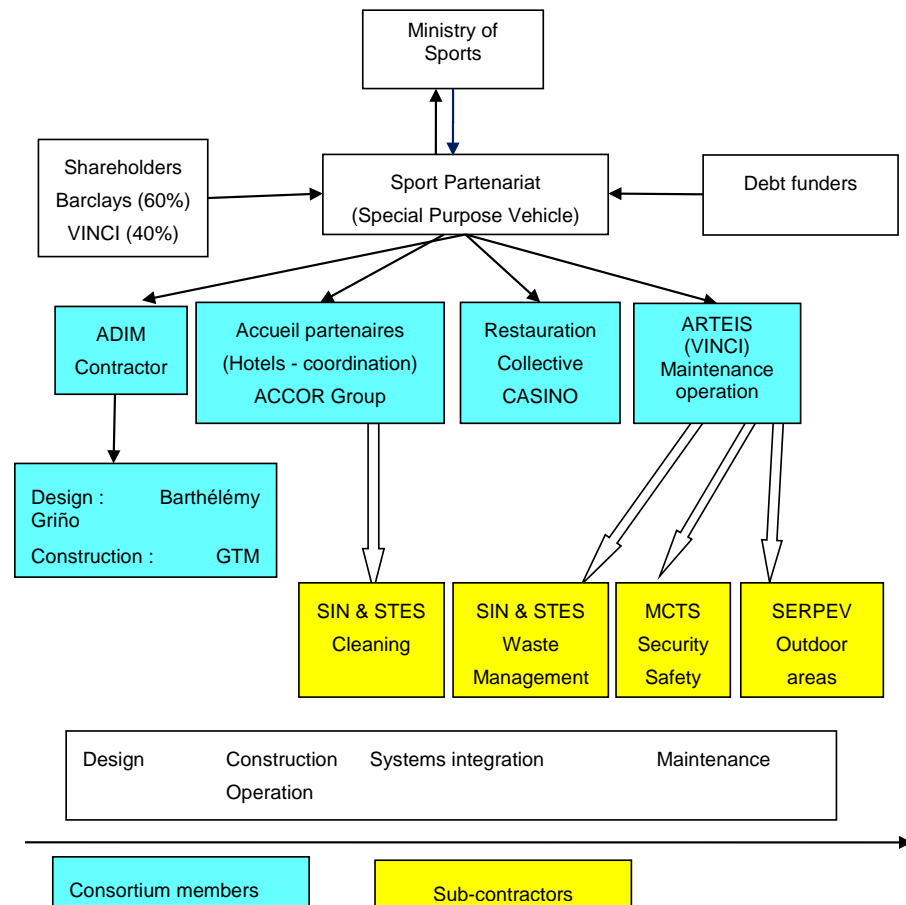 Ministry of
Sports
Shareholders
Barclays (60%)
VINCI (40%)
Sport Partenariat
(Special Purpose Vehicle)
Debt funders
ADIM
Contractor
Accueil partenaires
(Hotels - coordination)
ACCOR Group
Restauration
Collective
CASINO
ARTEIS
(VINCI)
Maintenance
operation
Design : Barthélémy
Griño
Construction : GTM
SIN & STES
Cleaning
SIN & STES
Waste
Management
MCTS
Security
Safety
SERPEV
Outdoor
areas
Design Construction Systems integration Maintenance
Operation
Consortium members
Sub-contractors